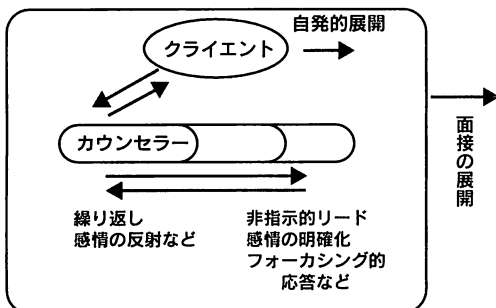 自発的展開
クライエント
カウンセラー
繰り返し
感情の反射など
非指示的リード
感情の明確化
フォーカシング的
応答など
面接の展開